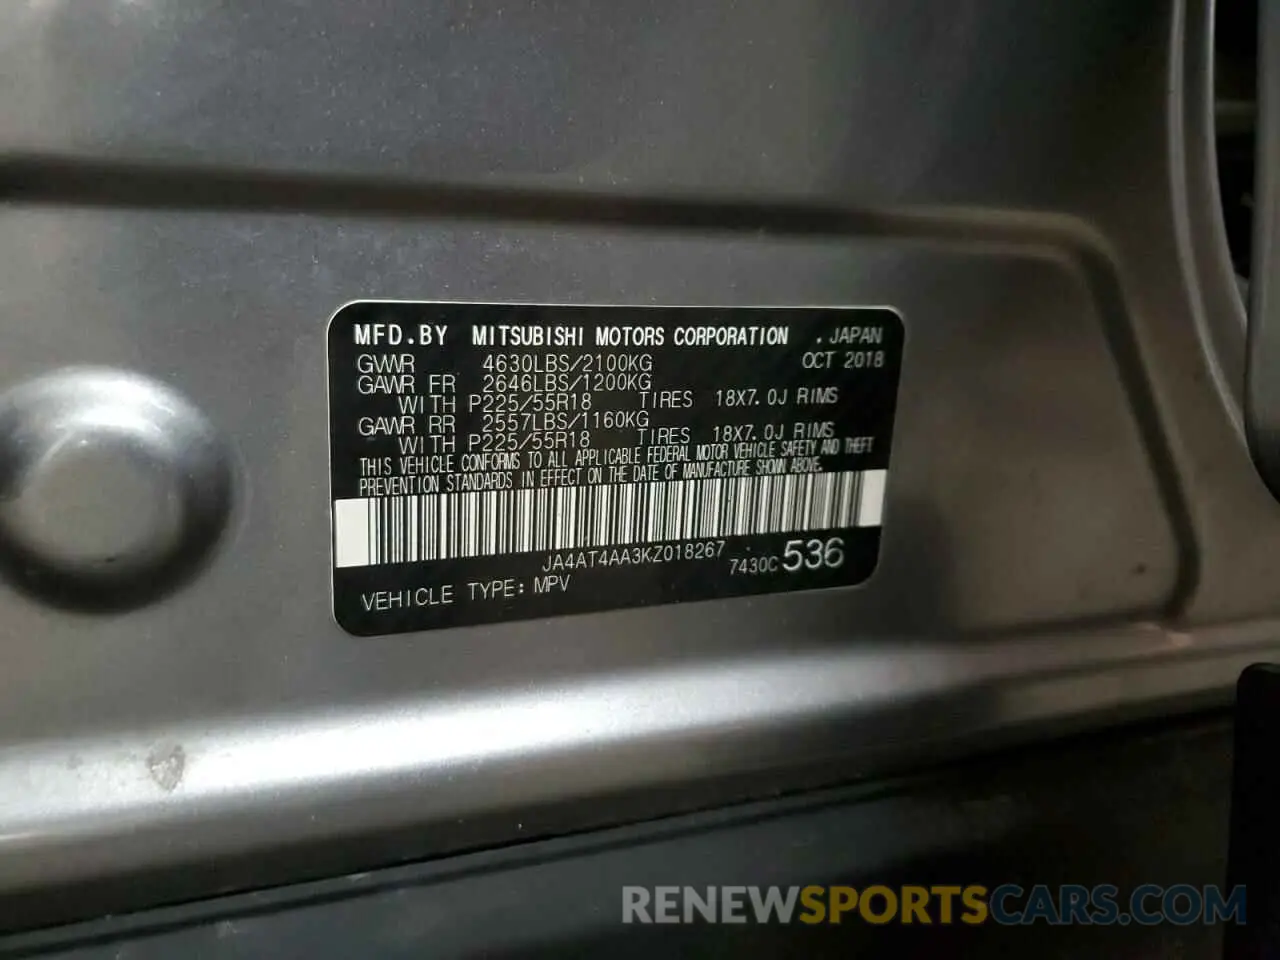 MFD.BY MITSUBISHI MOTORS CORPORATION .JAPAN
GVWR 4630LBS/2100KG OCT 2018
GAWR FR 2646LBS/1200KG
WITH P225/55R18 TIRES 18X7.0J RIMS
GAWR RR 2557LBS/1160KG
WITH P225/55R18 TIRES 18X7.0J RIMS
THIS VEHICLE CONFORMS TO ALL APPLICABLE FEDERAL MOTOR VEHICLE SAFETY AND THEFT
PREVENTION STANDARDS IN EFFECT ON THE DATE OF MANUFACTURE SHOWN ABOVE.
JA4AT4AA3KZ018267 7430C 536
VEHICLE TYPE: MPV
RENEWSPORTSCARS.COM